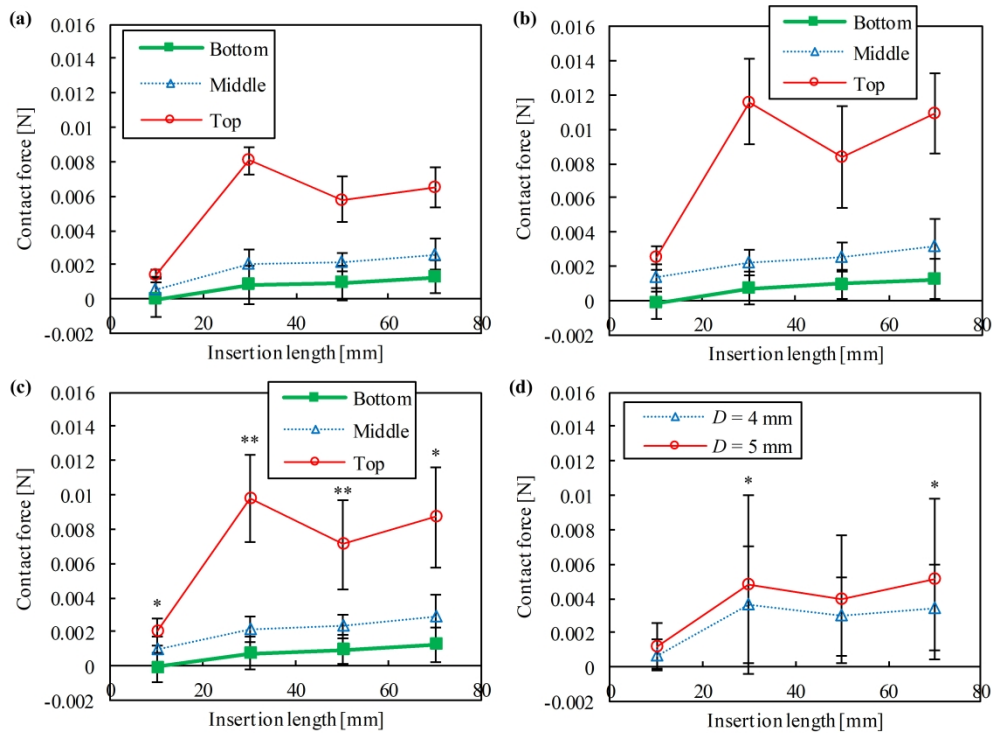 (a)
0.016
0.014
0.012
0.01
0.008
0.006
0.004
0.002
0
-0.002
Contact force [N]
Bottom
Middle
Top
0 20 40 60 80
Insertion length [mm]
(b)
0.016
0.014
0.012
0.01
0.008
0.006
0.004
0.002
0
-0.002
Contact force [N]
Bottom
Middle
Top
0 20 40 60 80
Insertion length [mm]
(c)
0.016
0.014
0.012
0.01
0.008
0.006
0.004
0.002
0
-0.002
Contact force [N]
Bottom
Middle
Top
* ** ** *
0 20 40 60 80
Insertion length [mm]
(d)
0.016
0.014
0.012
0.01
0.008
0.006
0.004
0.002
0
-0.002
Contact force [N]
D = 4 mm
D = 5 mm
* *
0 20 40 60 80
Insertion length [mm]